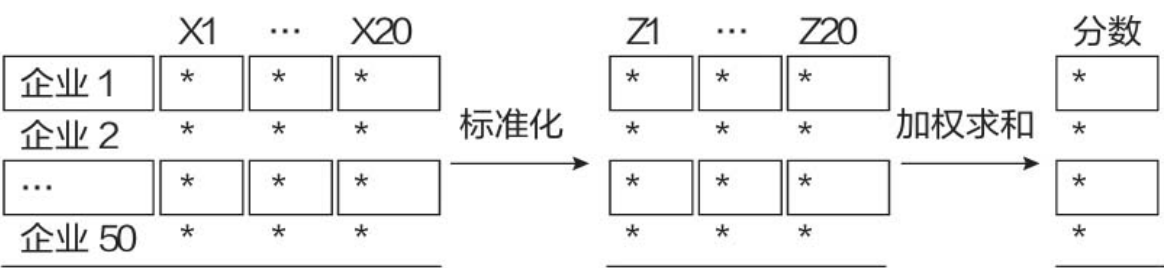 X1 … X20 Z1 … Z20 分数
企业 1 * * * * * * *
企业 2 * * * 标准化 * * * 加权求和 *
… * * * * * * *
企业 50 * * * * * * *